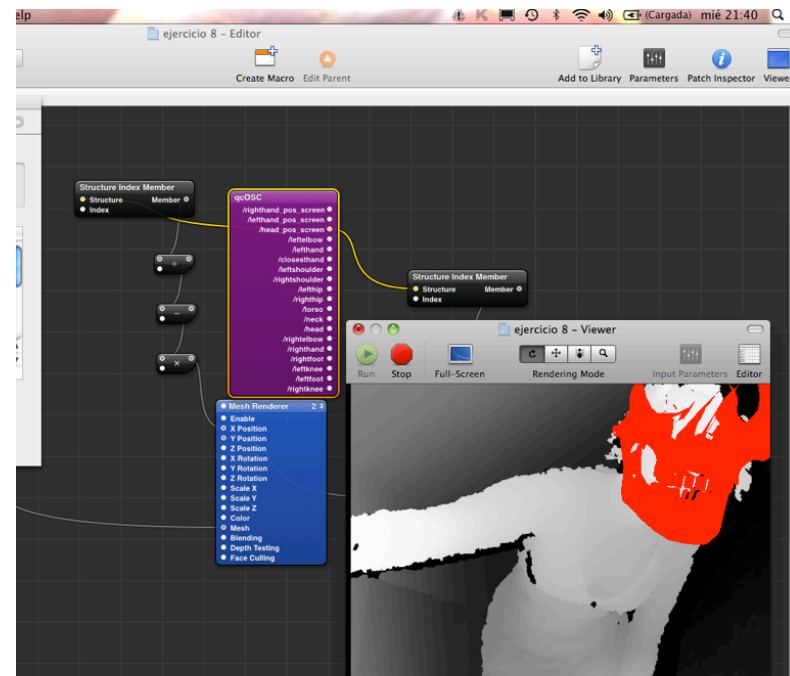 elp
(Cargada) mié 21:40
ejercicio 8 – Editor
Create Macro Edit Parent
Add to Library Parameters Patch Inspector Viewe
Structure Index Member
Structure Member
Index
÷
−
×
qcOSC
/righthand_pos_screen
/lefthand_pos_screen
/head_pos_screen
/leftelbow
/lefthand
/closesthand
/leftshoulder
/rightshoulder
/lefthip
/righthip
/torso
/neck
/head
/rightelbow
/righthand
/rightfoot
/leftknee
/leftfoot
/rightknee
Structure Index Member
Structure Member
Index
Mesh Renderer 2
Enable
X Position
Y Position
Z Position
X Rotation
Y Rotation
Z Rotation
Scale X
Scale Y
Scale Z
Color
Mesh
Blending
Depth Testing
Face Culling
ejercicio 8 – Viewer
Run Stop Full-Screen Rendering Mode Input Parameters Editor